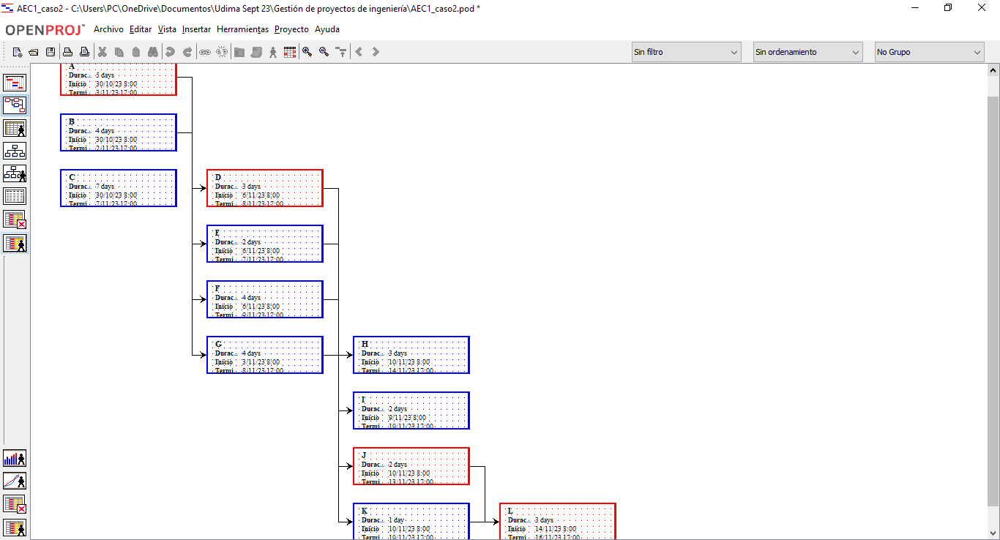 AEC1_caso2 - C:\Users\PC\OneDrive\Documentos\Udima Sept 23\Gestión de proyectos de ingeniería\AEC1_caso2.pod *
OPENPROJ™ Archivo Editar Vista Insertar Herramientas Proyecto Ayuda
Sin filtro Sin ordenamiento No Grupo
A
Durac... 5 days
Inicio 30/10/23 8:00
Termi... 3/11/23 17:00
B
Durac... 4 days
Inicio 30/10/23 8:00
Termi... 2/11/23 17:00
C
Durac... 7 days
Inicio 30/10/23 8:00
Termi... 7/11/23 17:00
D
Durac... 3 days
Inicio 6/11/23 8:00
Termi... 8/11/23 17:00
E
Durac... 2 days
Inicio 6/11/23 8:00
Termi... 7/11/23 17:00
F
Durac... 4 days
Inicio 6/11/23 8:00
Termi... 9/11/23 17:00
G
Durac... 4 days
Inicio 3/11/23 8:00
Termi... 8/11/23 17:00
H
Durac... 3 days
Inicio 10/11/23 8:00
Termi... 14/11/23 17:00
I
Durac... 2 days
Inicio 9/11/23 8:00
Termi... 10/11/23 17:00
J
Durac... 2 days
Inicio 10/11/23 8:00
Termi... 13/11/23 17:00
K
Durac... 1 day
Inicio 10/11/23 8:00
Termi... 10/11/23 17:00
L
Durac... 3 days
Inicio 14/11/23 8:00
Termi... 16/11/23 17:00